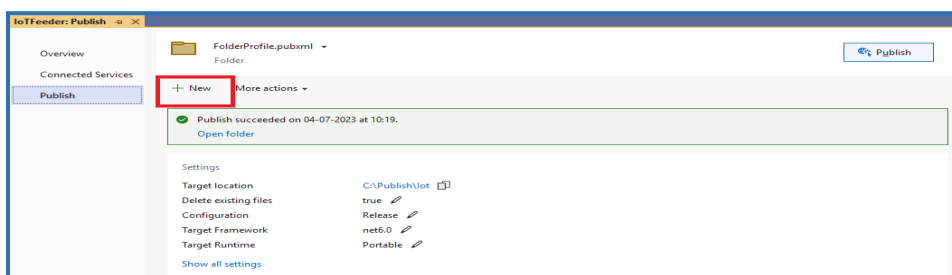 IoTFeeder: Publish
Overview
Connected Services
Publish
FolderProfile.pubxml
Folder
Publish
New
More actions
Publish succeeded on 04-07-2023 at 10:19.
Open folder
Settings
Target location C:\Publish\Iot
Delete existing files true
Configuration Release
Target Framework net6.0
Target Runtime Portable
Show all settings